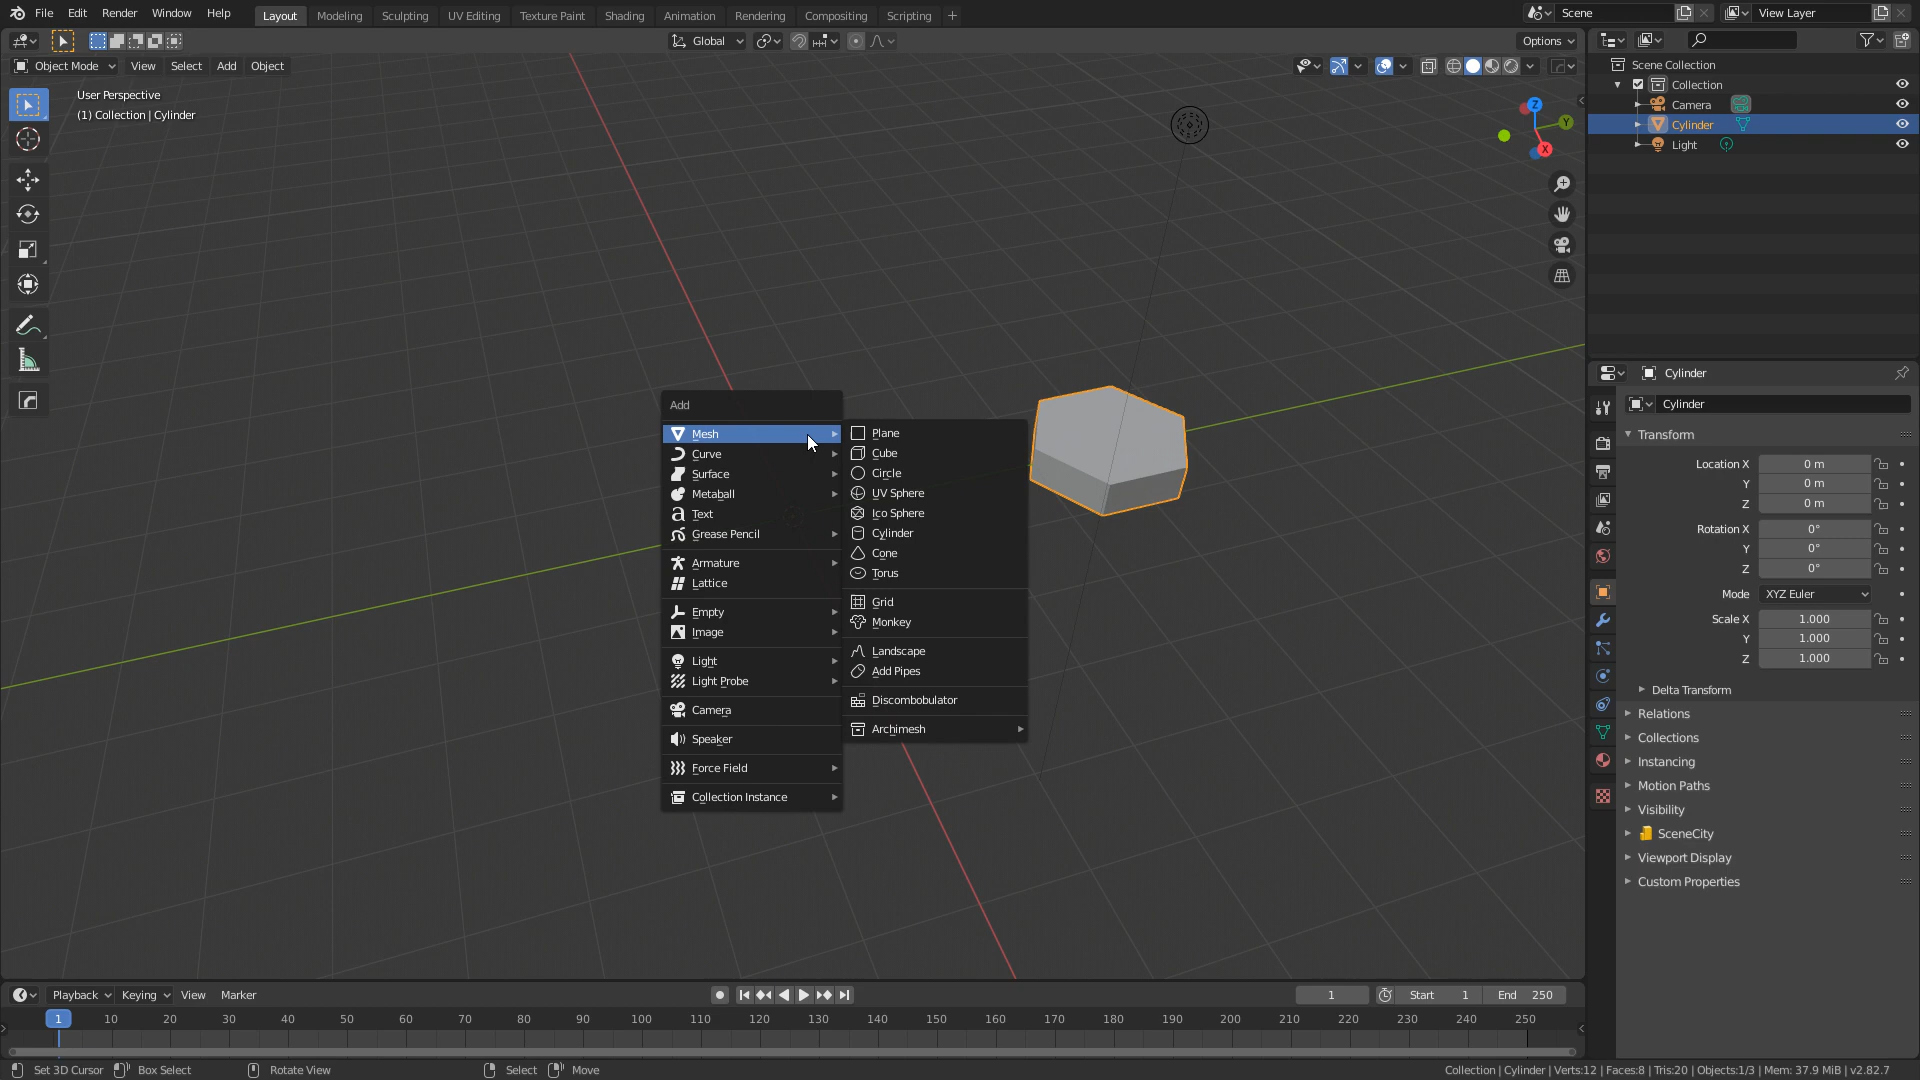 File Edit Render Window Help Layout Modeling Sculpting UV Editing Texture Paint Shading Animation Rendering Compositing Scripting + Scene View Layer
Global Options
Object Mode View Select Add Object
User Perspective
(1) Collection | Cylinder
Z
Y
X
Add
Mesh
Curve
Surface
Metaball
Text
Grease Pencil
Armature
Lattice
Empty
Image
Light
Light Probe
Camera
Speaker
Force Field
Collection Instance
Plane
Cube
Circle
UV Sphere
Ico Sphere
Cylinder
Cone
Torus
Grid
Monkey
Landscape
Add Pipes
Discombobulator
Archimesh
Scene Collection
Collection
Camera
Cylinder
Light
Cylinder
Cylinder
Transform
Location X 0 m
Y 0 m
Z 0 m
Rotation X 0°
Y 0°
Z 0°
Mode XYZ Euler
Scale X 1.000
Y 1.000
Z 1.000
Delta Transform
Relations
Collections
Instancing
Motion Paths
Visibility
SceneCity
Viewport Display
Custom Properties
Playback Keying View Marker 1 Start 1 End 250
1 10 20 30 40 50 60 70 80 90 100 110 120 130 140 150 160 170 180 190 200 210 220 230 240 250
Set 3D Cursor Box Select Rotate View Select Move Collection | Cylinder | Verts:12 | Faces:8 | Tris:20 | Objects:1/3 | Mem: 37.9 MiB | v2.82.7